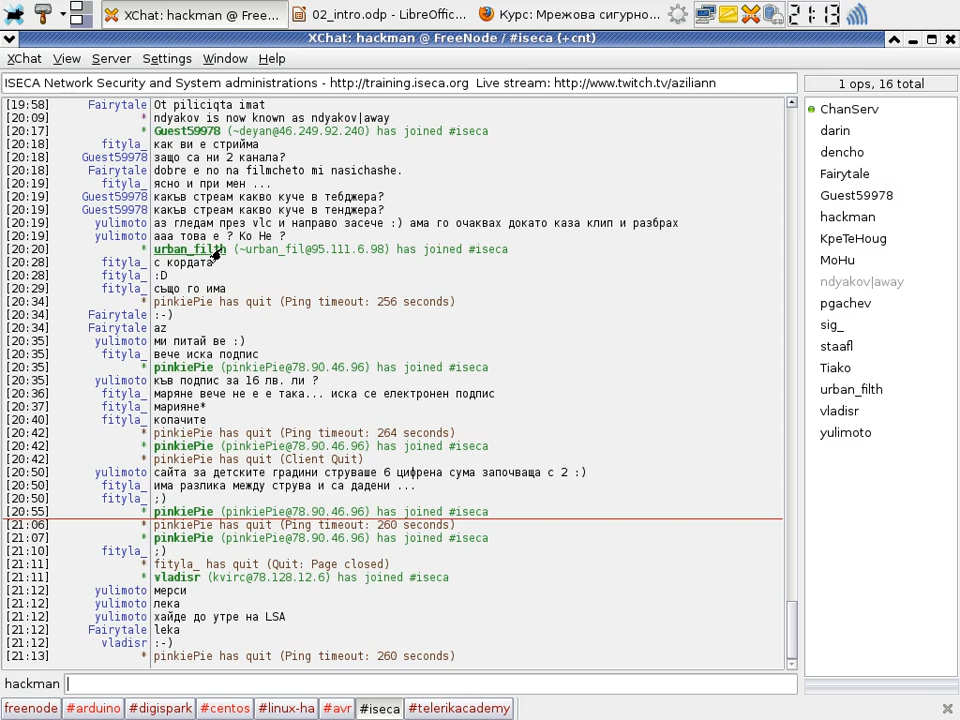 XChat: hackman @ Free...
02_intro.odp - LibreOffic...
Курс: Мрежова сигурно...
21:13
XChat: hackman @ FreeNode / #iseca (+cnt)
XChat View Server Settings Window Help
ISECA Network Security and System administrations - http://training.iseca.org Live stream: http://www.twitch.tv/aziliann
1 ops, 16 total
[19:58] Fairytale Ot piliciqta imat
[20:09] * ndyakov is now known as ndyakov|away
[20:17] * Guest59978 (~deyan@46.249.92.240) has joined #iseca
[20:18] fityla_ как ви е стрийма
[20:18] Guest59978 защо са ни 2 канала?
[20:18] Fairytale dobre e no na filmcheto mi nasichashe.
[20:19] fityla_ ясно и при мен ...
[20:19] Guest59978 какъв стреам какво куче в тебджера?
[20:19] Guest59978 какъв стреам какво куче в тенджера?
[20:19] yulimoto аз гледам през vlc и направо засече :) ама го очаквах докато каза клип и разбрах
[20:19] yulimoto ааа това е ? Ко Не ?
[20:20] * urban_filth (~urban_fil@95.111.6.98) has joined #iseca
[20:28] fityla_ с кордата
[20:28] fityla_ :D
[20:29] fityla_ също го има
[20:34] * pinkiePie has quit (Ping timeout: 256 seconds)
[20:34] Fairytale :-)
[20:34] Fairytale az
[20:35] yulimoto ми питай ве :)
[20:35] fityla_ вече иска подпис
[20:35] * pinkiePie (pinkiePie@78.90.46.96) has joined #iseca
[20:35] yulimoto къв подпис за 16 лв. ли ?
[20:36] fityla_ маряне вече не е е така... иска се електронен подпис
[20:37] fityla_ марияне*
[20:40] fityla_ копачите
[20:42] * pinkiePie has quit (Ping timeout: 264 seconds)
[20:42] * pinkiePie (pinkiePie@78.90.46.96) has joined #iseca
[20:42] * pinkiePie has quit (Client Quit)
[20:50] yulimoto сайта за детските градини струваше 6 цифрена сума започваща с 2 :)
[20:50] fityla_ има разлика между струва и са дадени ...
[20:50] fityla_ ;)
[20:55] * pinkiePie (pinkiePie@78.90.46.96) has joined #iseca
[21:06] * pinkiePie has quit (Ping timeout: 260 seconds)
[21:07] * pinkiePie (pinkiePie@78.90.46.96) has joined #iseca
[21:10] fityla_ ;)
[21:11] * fityla_ has quit (Quit: Page closed)
[21:11] * vladisr (kvirc@78.128.12.6) has joined #iseca
[21:12] yulimoto мерси
[21:12] yulimoto лека
[21:12] yulimoto хайде до утре на LSA
[21:12] Fairytale leka
[21:12] vladisr :-)
[21:13] * pinkiePie has quit (Ping timeout: 260 seconds)
ChanServ
darin
dencho
Fairytale
Guest59978
hackman
KpeTeHoug
MoHu
ndyakov|away
pgachev
sig_
staafl
Tiako
urban_filth
vladisr
yulimoto
hackman
freenode #arduino #digispark #centos #linux-ha #avr #iseca #telerikacademy